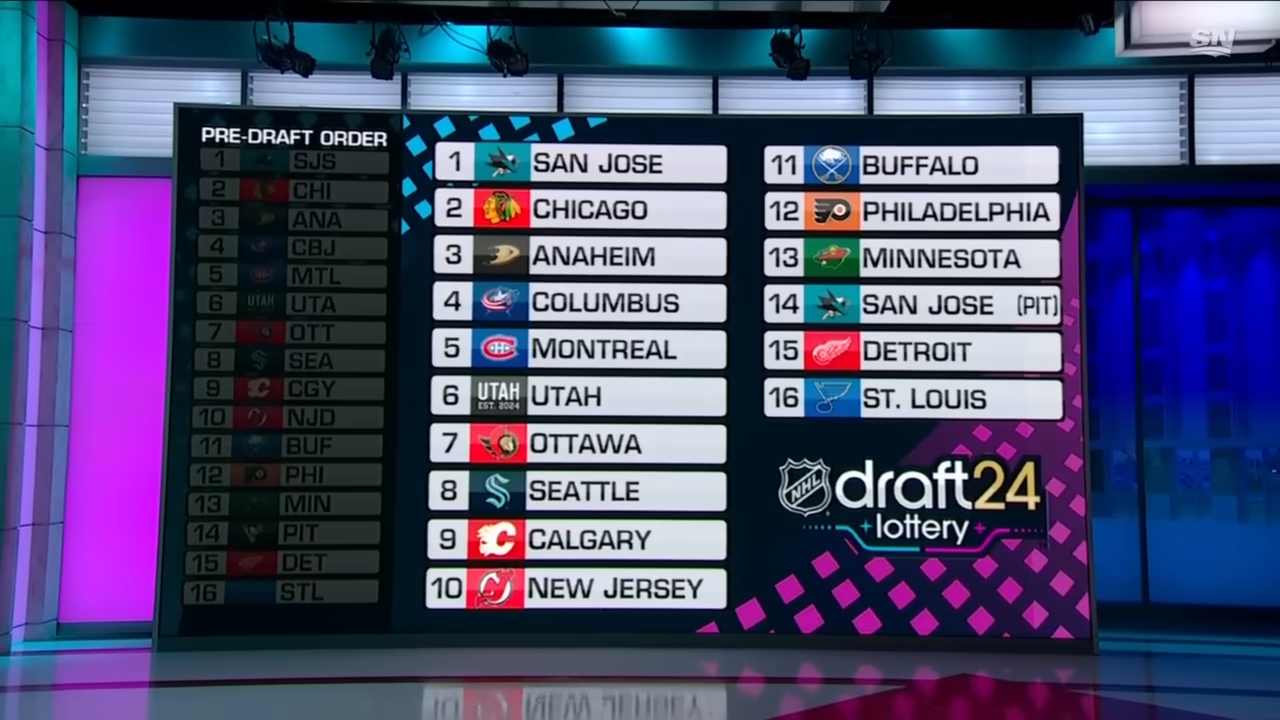 SN
PRE-DRAFT ORDER
1 SJS
2 CHI
3 ANA
4 CBJ
5 MTL
6 UTAH UTA
7 OTT
8 SEA
9 CGY
10 NJD
11 BUF
12 PHI
13 MIN
14 PIT
15 DET
16 STL
1 SAN JOSE
2 CHICAGO
3 ANAHEIM
4 COLUMBUS
5 MONTREAL
6 UTAH EST. 2024 UTAH
7 OTTAWA
8 SEATTLE
9 CALGARY
10 NEW JERSEY
11 BUFFALO
12 PHILADELPHIA
13 MINNESOTA
14 SAN JOSE (PIT)
15 DETROIT
16 ST. LOUIS
NHL draft24
lottery
10 NEW JERSEY